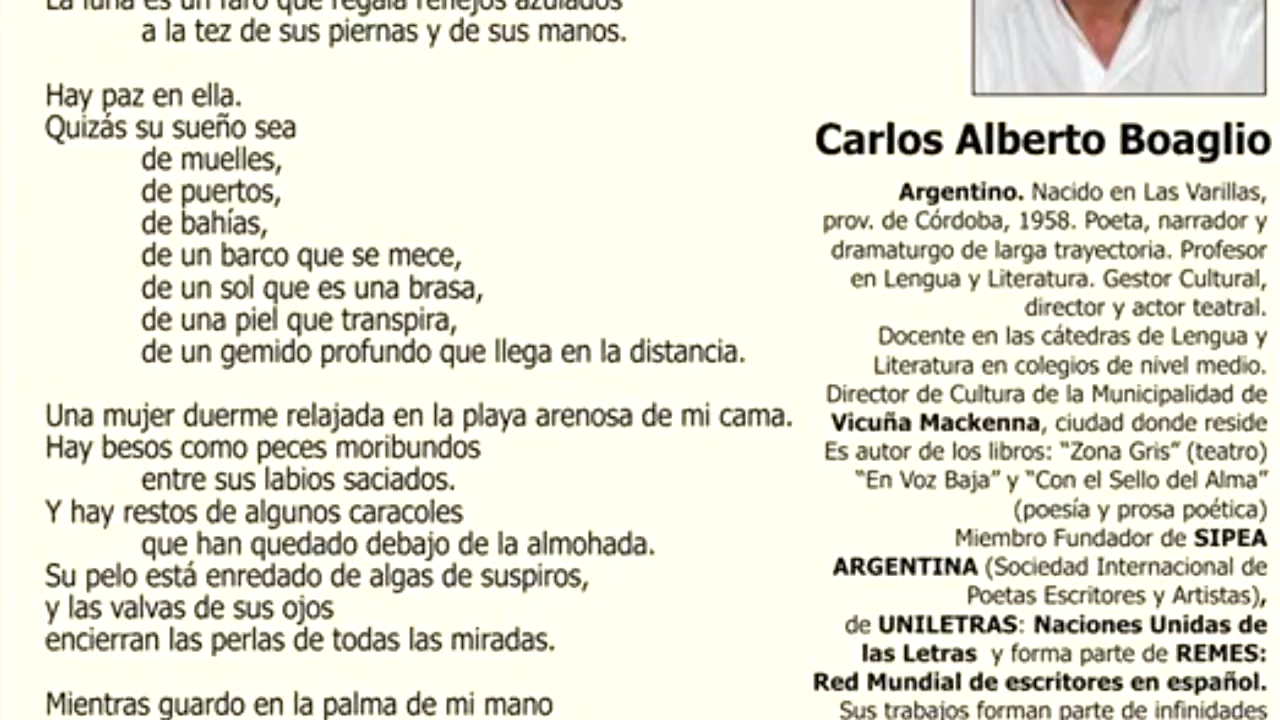 La luna es un faro que regala reflejos azulados
a la tez de sus piernas y de sus manos.
Hay paz en ella.
Quizás su sueño sea
de muelles,
de puertos,
de bahías,
de un barco que se mece,
de un sol que es una brasa,
de una piel que transpira,
de un gemido profundo que llega en la distancia.
Una mujer duerme relajada en la playa arenosa de mi cama.
Hay besos como peces moribundos
entre sus labios saciados.
Y hay restos de algunos caracoles
que han quedado debajo de la almohada.
Su pelo está enredado de algas de suspiros,
y las valvas de sus ojos
encierran las perlas de todas las miradas.
Mientras guardo en la palma de mi mano
Carlos Alberto Boaglio
Argentino. Nacido en Las Varillas,
prov. de Córdoba, 1958. Poeta, narrador y
dramaturgo de larga trayectoria. Profesor
en Lengua y Literatura. Gestor Cultural,
director y actor teatral.
Docente en las cátedras de Lengua y
Literatura en colegios de nivel medio.
Director de Cultura de la Municipalidad de
Vicuña Mackenna, ciudad donde reside
Es autor de los libros: “Zona Gris” (teatro)
“En Voz Baja” y “Con el Sello del Alma”
(poesía y prosa poética)
Miembro Fundador de SIPEA
ARGENTINA (Sociedad Internacional de
Poetas Escritores y Artistas),
de UNILETRAS: Naciones Unidas de
las Letras y forma parte de REMES:
Red Mundial de escritores en español.
Sus trabajos forman parte de infinidades